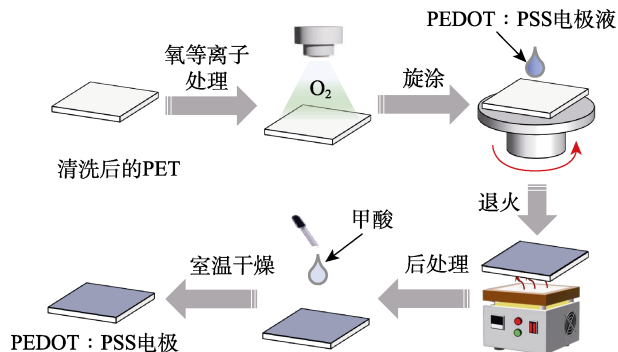 氧等离子
处理
O₂
旋涂
PEDOT：PSS电极液
清洗后的PET
退火
甲酸
后处理
室温干燥
PEDOT：PSS电极